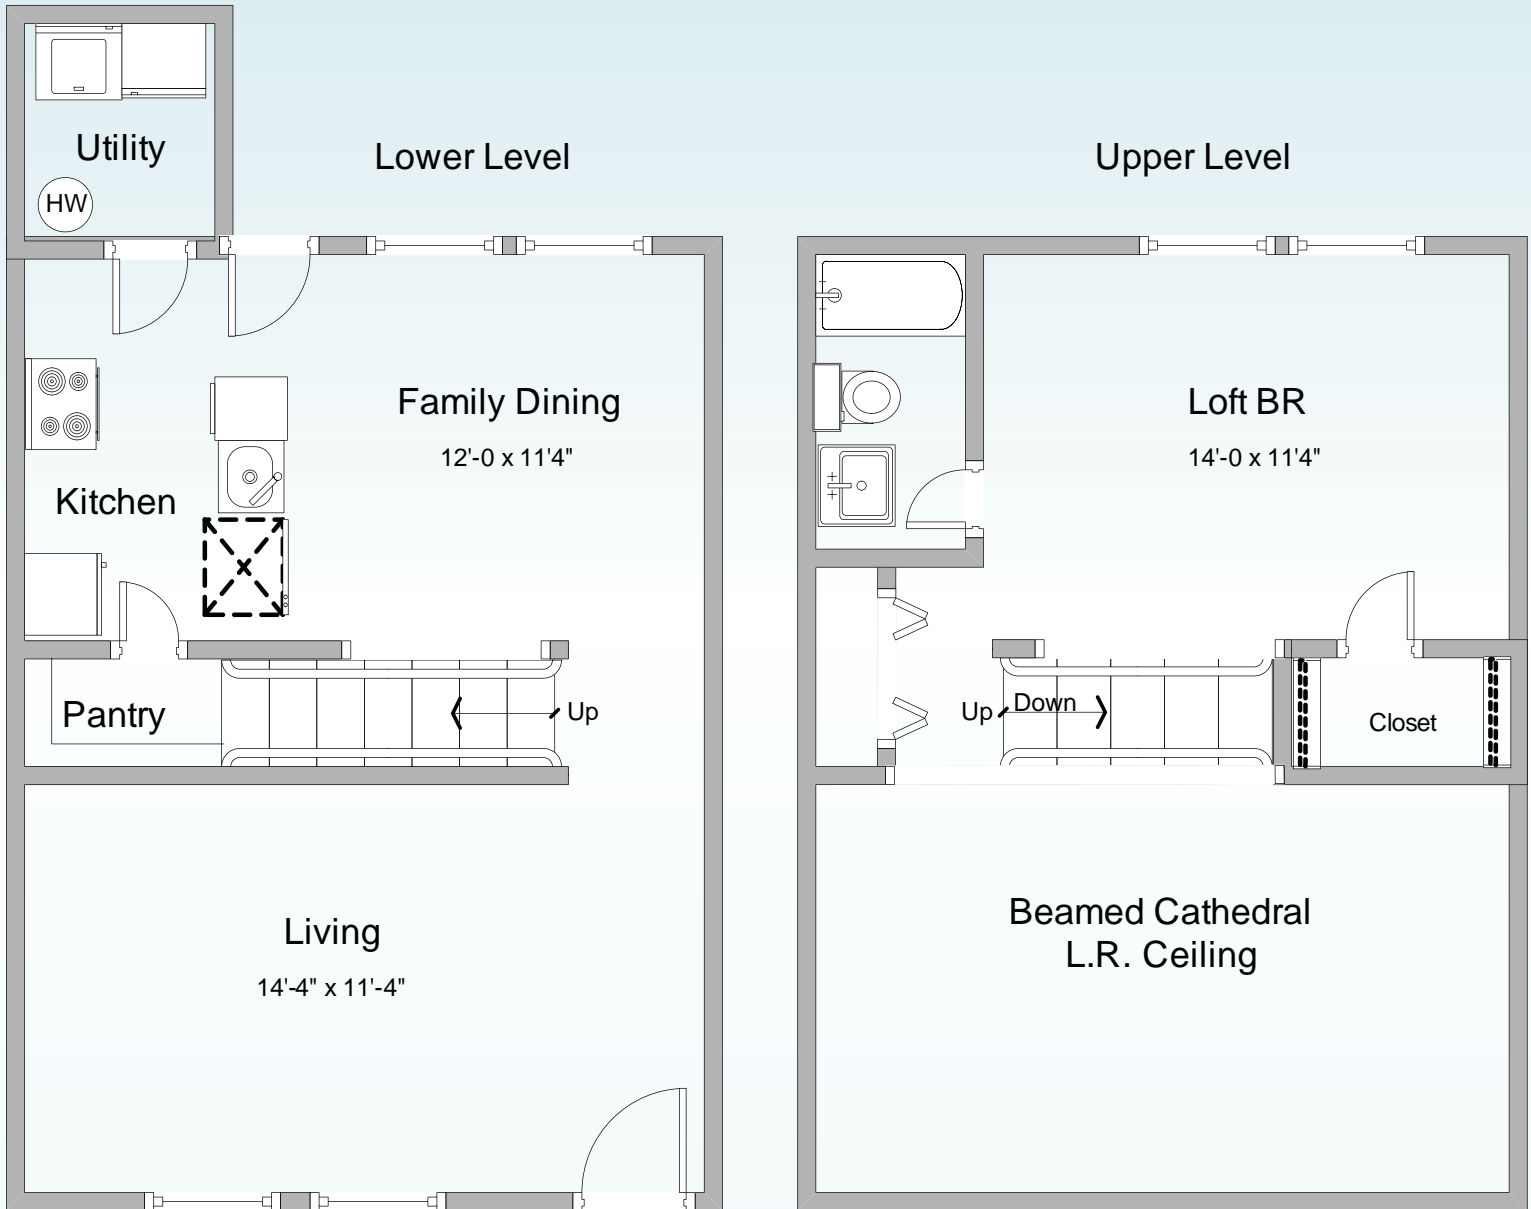 Lower Level
Upper Level
Utility
HW
Family Dining
12'-0 x 11'4"
Kitchen
Pantry
Up
Living
14'-4" x 11'-4"
Loft BR
14'-0 x 11'4"
Up
Down
Closet
Beamed Cathedral
L.R. Ceiling